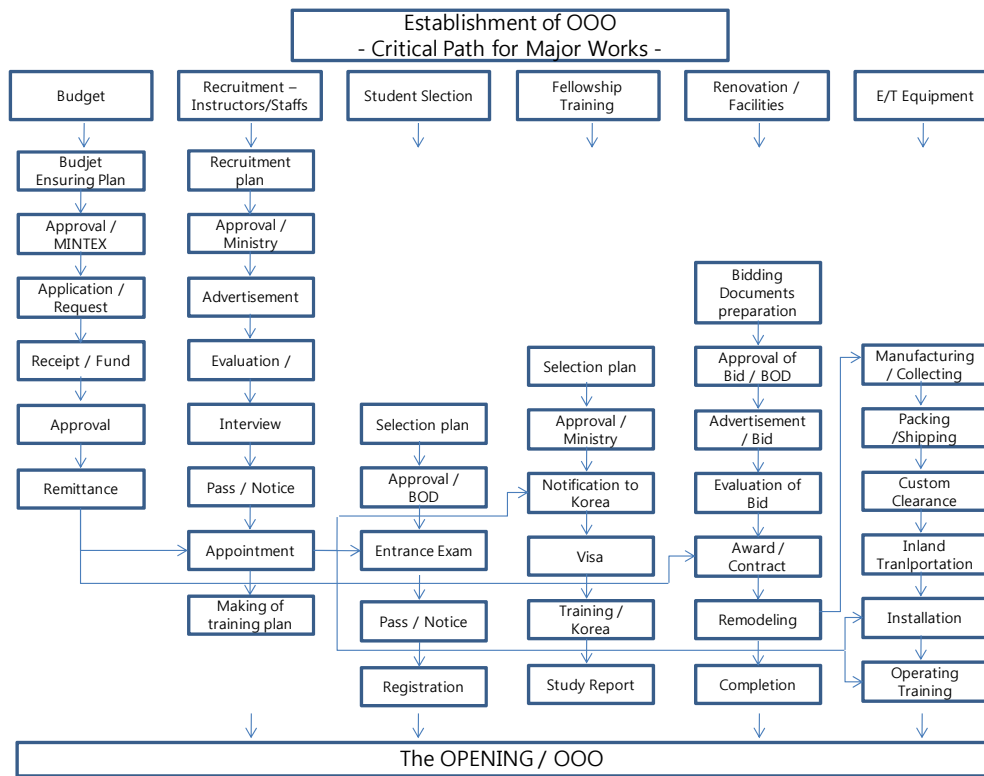 Establishment of OOO
- Critical Path for Major Works -
Budget
Recruitment –
Instructors/Staffs
Student Slection
Fellowship
Training
Renovation /
Facilities
E/T Equipment
Budjet
Ensuring Plan
Approval /
MINTEX
Application /
Request
Receipt / Fund
Approval
Remittance
Recruitment
plan
Approval /
Ministry
Advertisement
Evaluation /
Interview
Pass / Notice
Appointment
Making of
training plan
Selection plan
Approval /
BOD
Entrance Exam
Pass / Notice
Registration
Selection plan
Approval /
Ministry
Notification to
Korea
Visa
Training /
Korea
Study Report
Bidding
Documents
preparation
Approval of
Bid / BOD
Advertisement
/ Bid
Evaluation of
Bid
Award /
Contract
Remodeling
Completion
Manufacturing
/ Collecting
Packing
/Shipping
Custom
Clearance
Inland
Tranlportation
Installation
Operating
Training
The OPENING / OOO